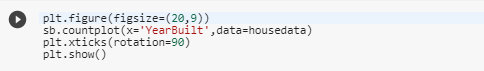 plt.figure(figsize=(20,9))
sb.countplot(x='YearBuilt',data=housedata)
plt.xticks(rotation=90)
plt.show()